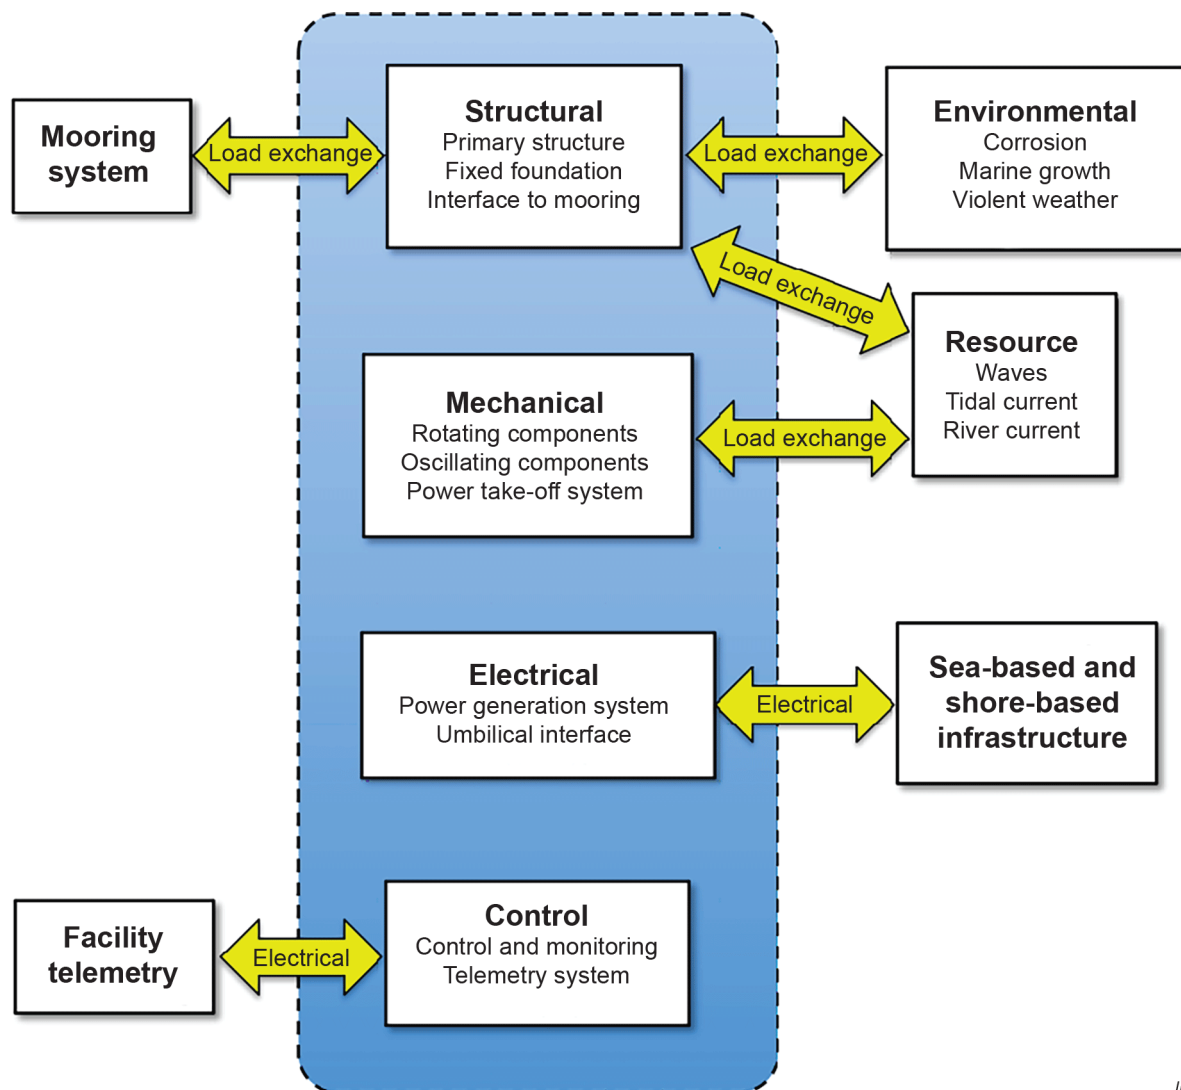 Mooring
system
Load exchange
Structural
Primary structure
Fixed foundation
Interface to mooring
Load exchange
Environmental
Corrosion
Marine growth
Violent weather
Load exchange
Resource
Waves
Tidal current
River current
Mechanical
Rotating components
Oscillating components
Power take-off system
Load exchange
Electrical
Power generation system
Umbilical interface
Electrical
Sea-based and
shore-based
infrastructure
Facility
telemetry
Electrical
Control
Control and monitoring
Telemetry system